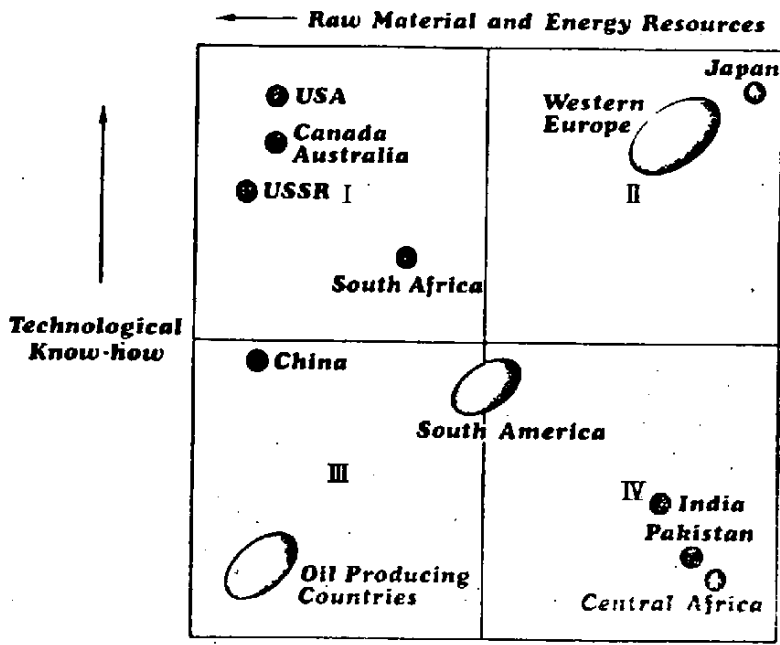 Raw Material and Energy Resources
Japan
USA
Western
Europe
Canada
Australia
USSR I
II
South Africa
Technological
Know-how
China
South America
III
IV
India
Pakistan
Oil Producing
Countries
Central Africa